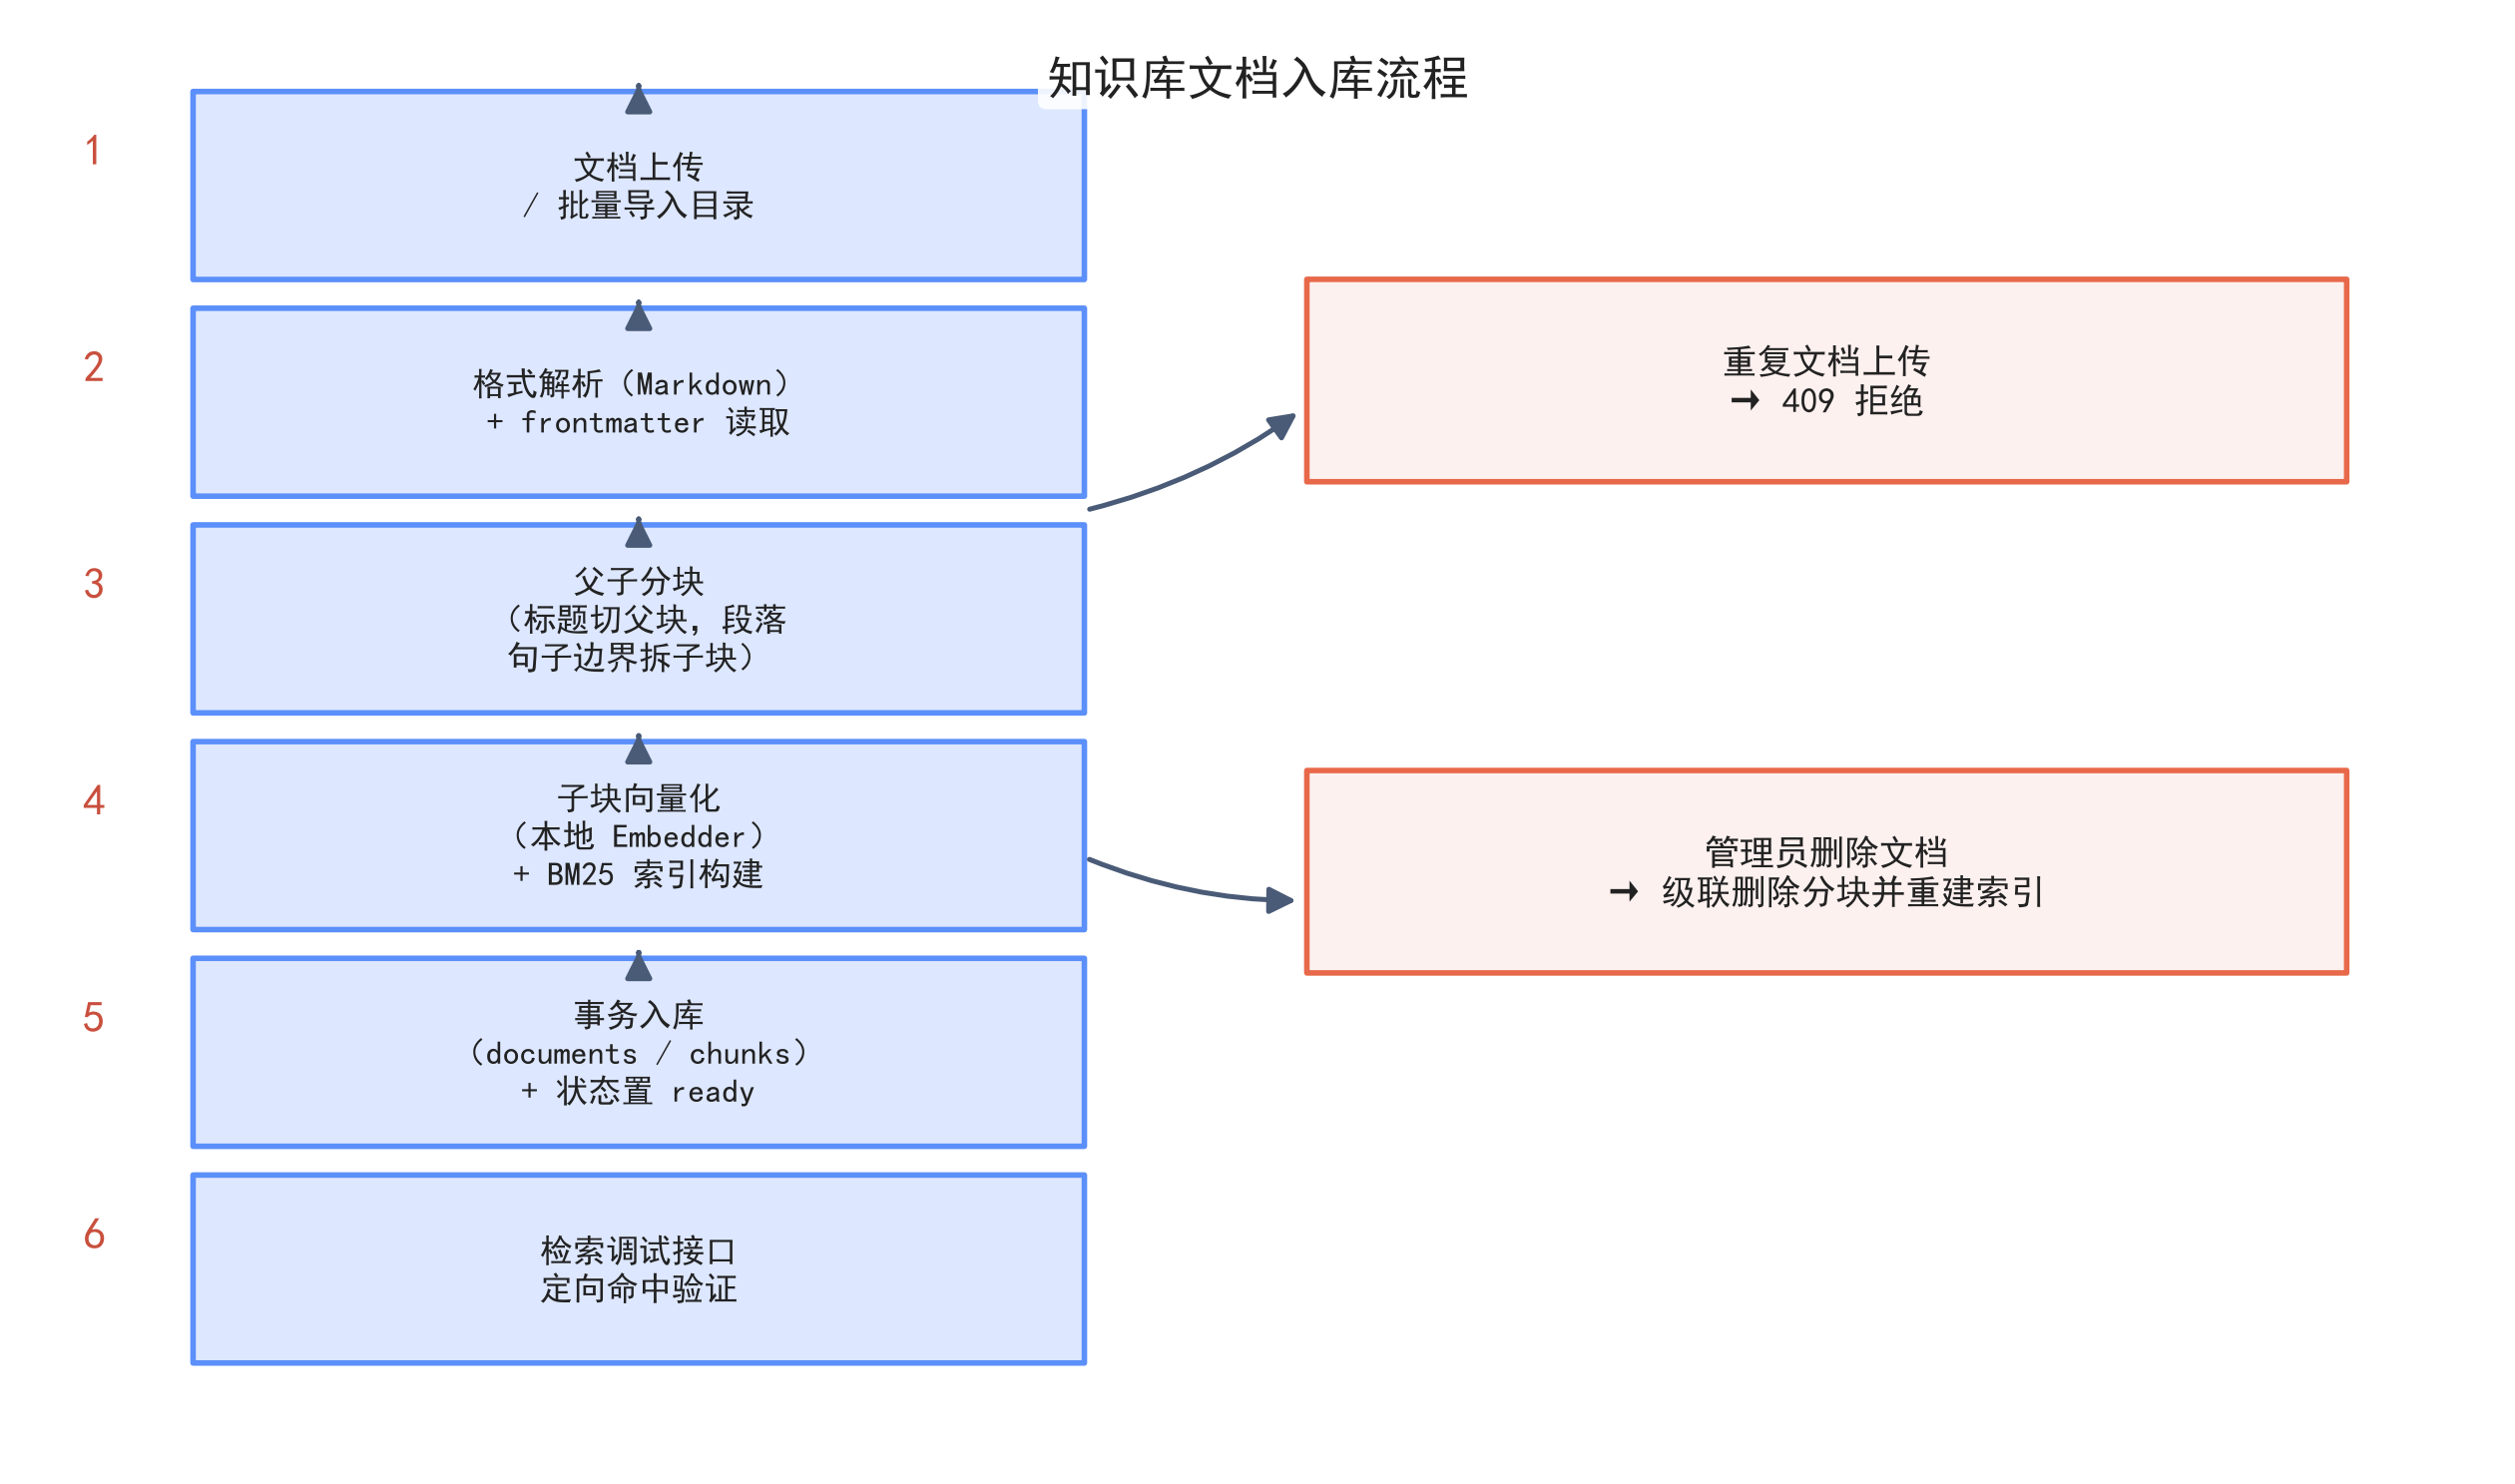 知识库文档入库流程
1
文档上传
/ 批量导入目录
2
格式解析（Markdown）
+ frontmatter 读取
重复文档上传
→ 409 拒绝
3
父子分块
（标题切父块，段落
句子边界拆子块）
4
子块向量化
（本地 Embedder）
+ BM25 索引构建
管理员删除文档
→ 级联删除分块并重建索引
5
事务入库
（documents / chunks）
+ 状态置 ready
6
检索调试接口
定向命中验证